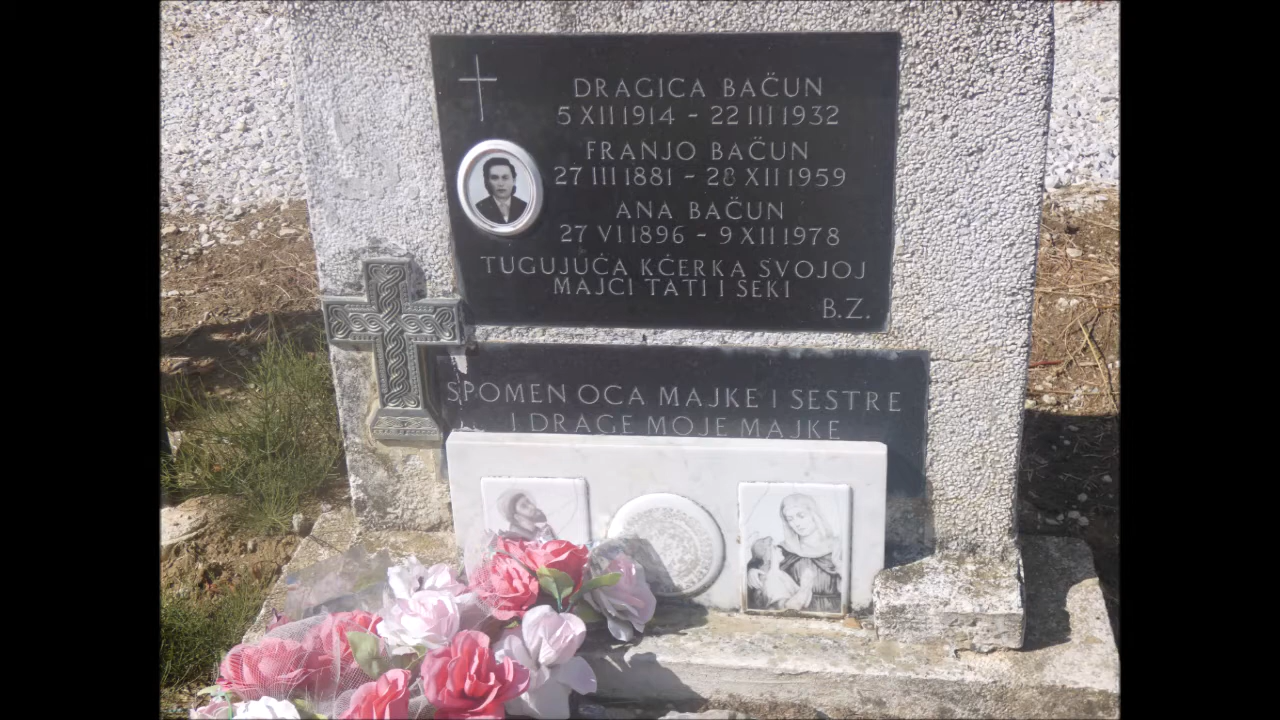 DRAGICA BAČUN
5 XII 1914 - 22 III 1932
FRANJO BAČUN
27 III 1881 - 28 XII 1959
ANA BAČUN
27 VI 1896 - 9 XII 1978
TUGUJUĆA KĆERKA SVOJOJ
MAJCI TATI I SEKI
B.Z.
SPOMEN OCA MAJKE I SESTRE
I DRAGE MOJE MAJKE